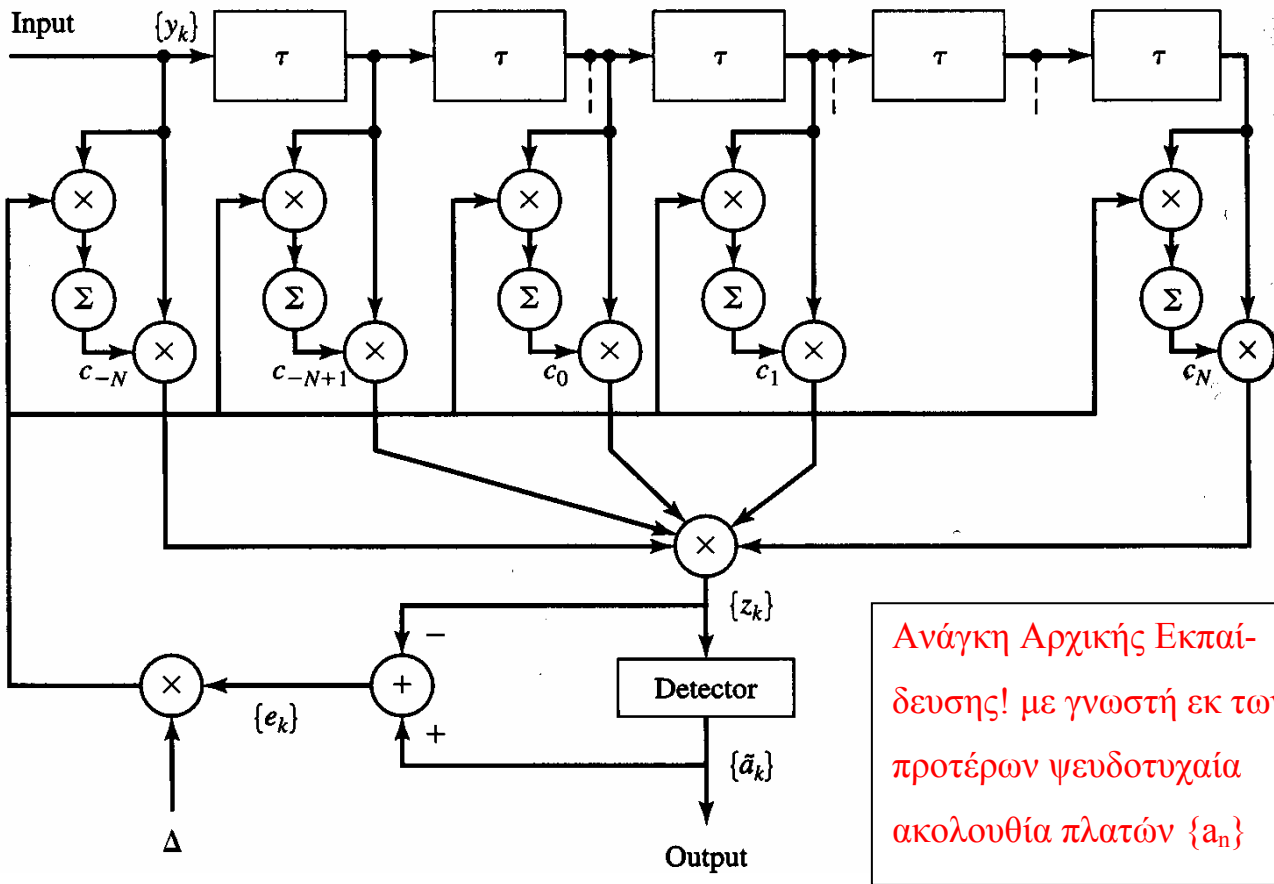 Input
{y_k}
τ
τ
τ
τ
τ
×
×
×
×
×
Σ
Σ
Σ
Σ
Σ
×
×
×
×
×
c_{-N}
c_{-N+1}
c_0
c_1
c_N
×
{z_k}
−
×
+
Detector
{e_k}
+
{ã_k}
Δ
Output
Ανάγκη Αρχικής Εκπαί-
δευσης! με γνωστή εκ των
προτέρων ψευδοτυχαία
ακολουθία πλατών {a_n}